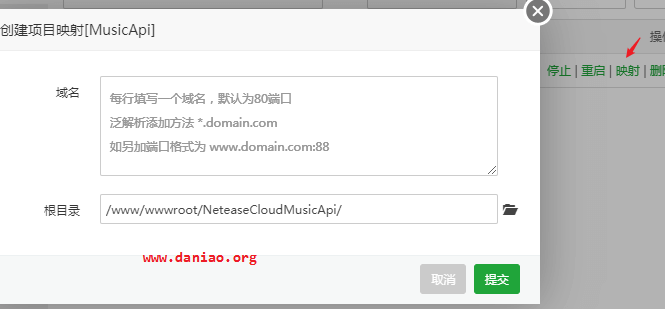 创建项目映射[MusicApi]
操作
停止 | 重启 | 映射 | 删
域名
每行填写一个域名，默认为80端口
泛解析添加方法 *.domain.com
如另加端口格式为 www.domain.com:88
根目录
/www/wwwroot/NeteaseCloudMusicApi/
www.daniao.org
取消
提交